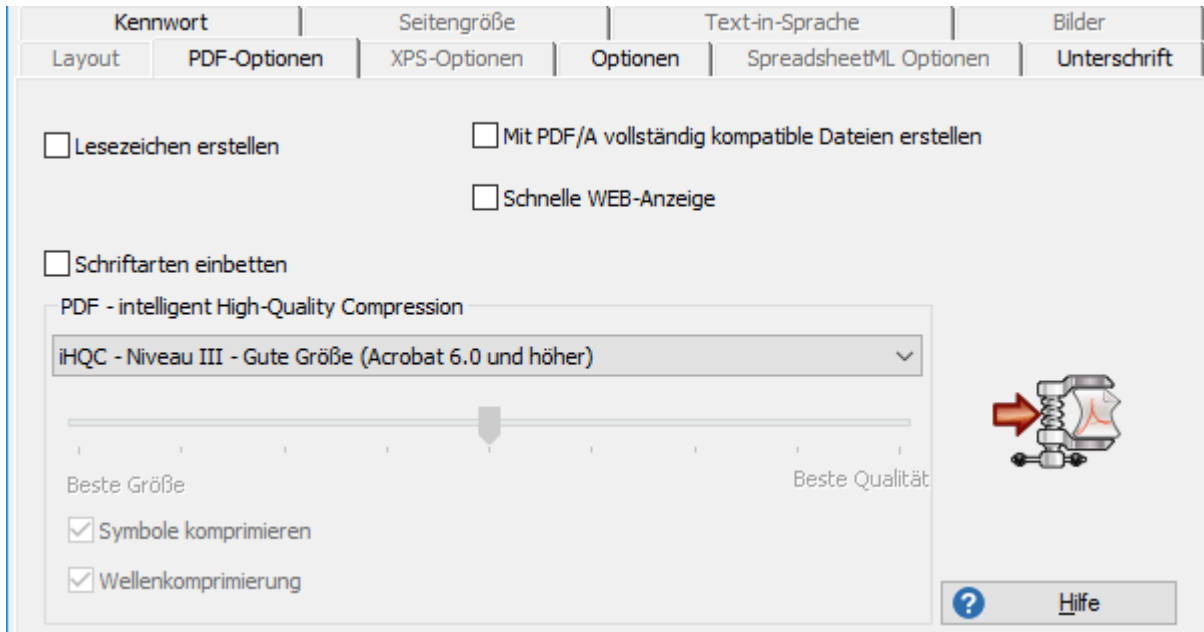 Kennwort Seitengröße Text-in-Sprache Bilder
Layout PDF-Optionen XPS-Optionen Optionen SpreadsheetML Optionen Unterschrift
Lesezeichen erstellen
Mit PDF/A vollständig kompatible Dateien erstellen
Schnelle WEB-Anzeige
Schriftarten einbetten
PDF - intelligent High-Quality Compression
iHQC - Niveau III - Gute Größe (Acrobat 6.0 und höher)
Beste Größe Beste Qualität
Symbole komprimieren
Wellenkomprimierung
? Hilfe